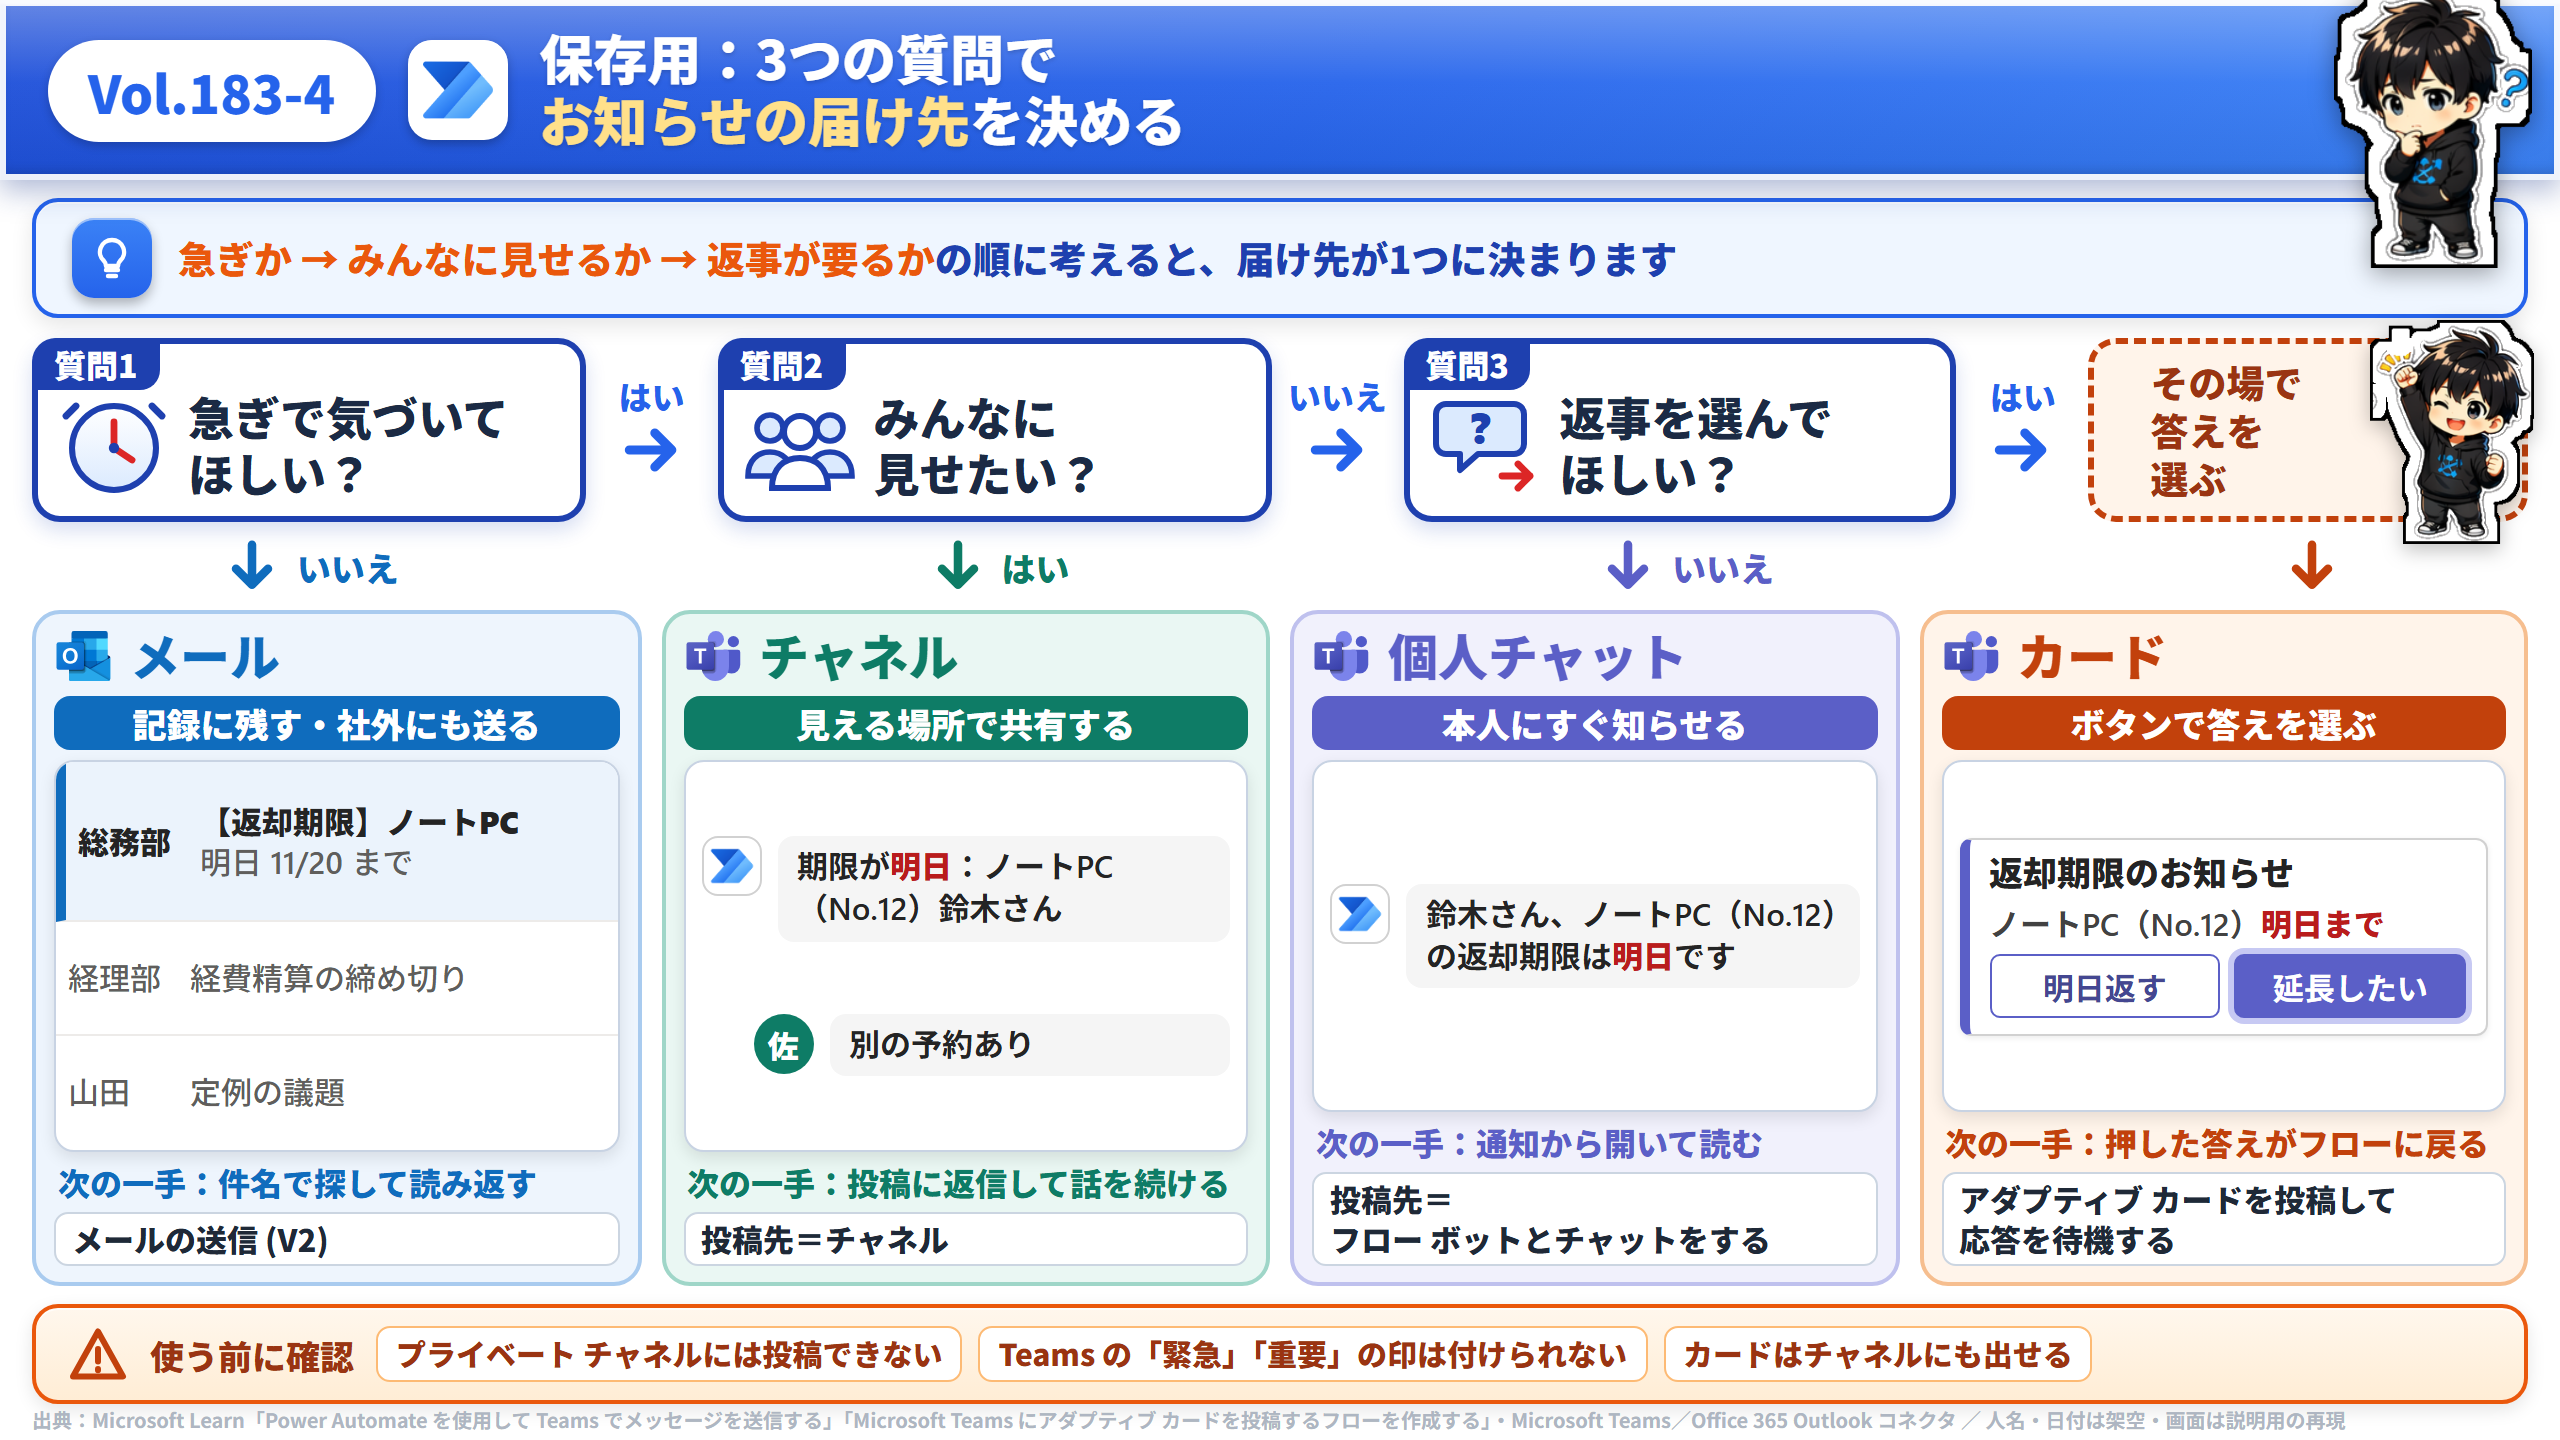 Vol.183-4
保存用：3つの質問で
お知らせの届け先を決める
急ぎか → みんなに見せるか → 返事が要るかの順に考えると、届け先が1つに決まります
質問1
急ぎで気づいて
ほしい？
はい
いいえ
質問2
みんなに
見せたい？
いいえ
はい
質問3
?
返事を選んで
ほしい？
はい
いいえ
その場で
答えを
選ぶ
?
O
メール
記録に残す・社外にも送る
総務部
【返却期限】ノートPC
明日 11/20 まで
経理部 経費精算の締め切り
山田 定例の議題
次の一手：件名で探して読み返す
メールの送信 (V2)
T
チャネル
見える場所で共有する
期限が明日：ノートPC
（No.12）鈴木さん
佐
別の予約あり
次の一手：投稿に返信して話を続ける
投稿先＝チャネル
T
個人チャット
本人にすぐ知らせる
鈴木さん、ノートPC（No.12）
の返却期限は明日です
次の一手：通知から開いて読む
投稿先＝
フロー ボットとチャットをする
T
カード
ボタンで答えを選ぶ
返却期限のお知らせ
ノートPC（No.12）明日まで
明日返す
延長したい
次の一手：押した答えがフローに戻る
アダプティブ カードを投稿して
応答を待機する
使う前に確認
プライベート チャネルには投稿できない
Teams の「緊急」「重要」の印は付けられない
カードはチャネルにも出せる
出典：Microsoft Learn「Power Automate を使用して Teams でメッセージを送信する」「Microsoft Teams にアダプティブ カードを投稿するフローを作成する」・Microsoft Teams／Office 365 Outlook コネクタ ／ 人名・日付は架空・画面は説明用の再現